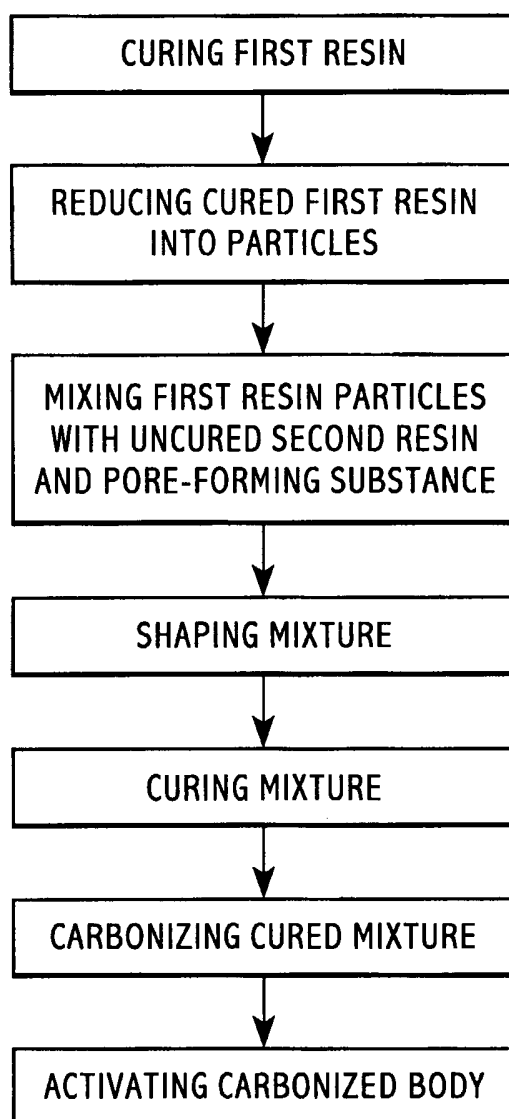 CURING FIRST RESIN
REDUCING CURED FIRST RESIN
INTO PARTICLES
MIXING FIRST RESIN PARTICLES
WITH UNCURED SECOND RESIN
AND PORE-FORMING SUBSTANCE
SHAPING MIXTURE
CURING MIXTURE
CARBONIZING CURED MIXTURE
ACTIVATING CARBONIZED BODY